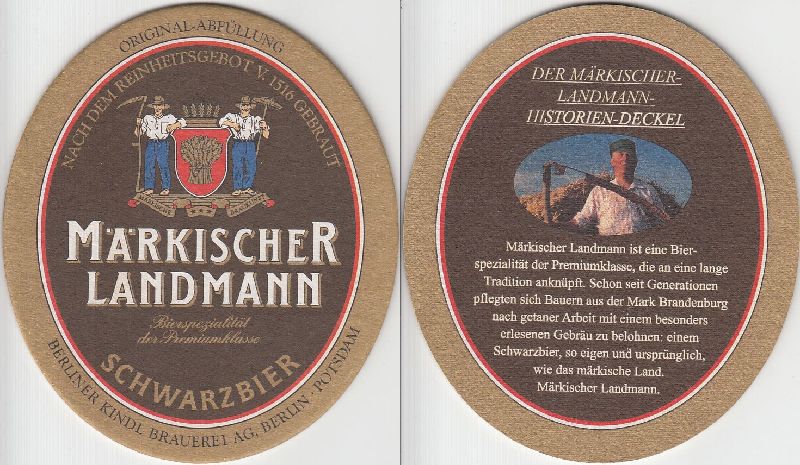 ORIGINAL-ABFÜLLUNG
NACH DEM REINHEITSGEBOT V. 1516 GEBRAUT
MÄRKISCHER
LANDMANN
Bierspezialität
der Premiumklasse
SCHWARZBIER
BERLINER KINDL BRAUEREI AG, BERLIN · POTSDAM
DER MÄRKISCHER-
LANDMANN-
HISTORIEN-DECKEL
Märkischer Landmann ist eine Bier-
spezialität der Premiumklasse, die an eine lange
Tradition anknüpft. Schon seit Generationen
pflegten sich Bauern aus der Mark Brandenburg
nach getaner Arbeit mit einem besonders
erlesenen Gebräu zu belohnen: einem
Schwarzbier, so eigen und ursprünglich,
wie das märkische Land.
Märkischer Landmann.